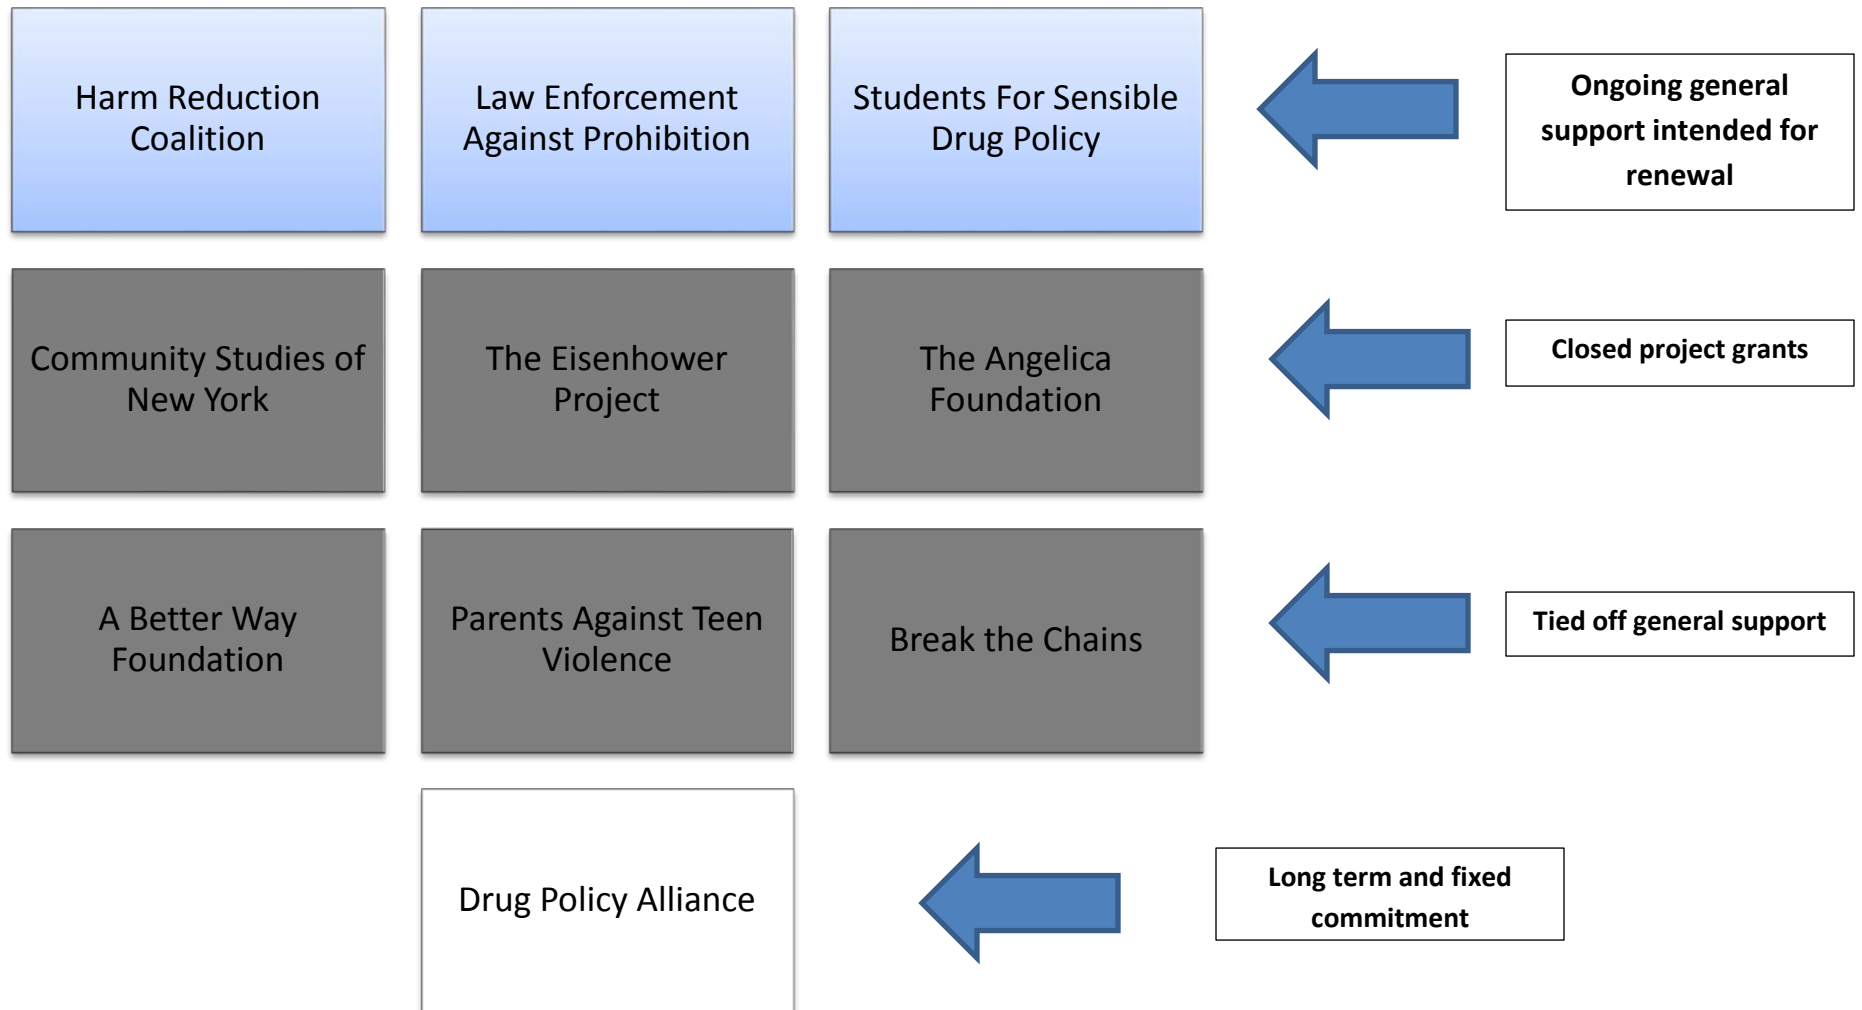 Harm Reduction
Coalition
Law Enforcement
Against Prohibition
Students For Sensible
Drug Policy
Ongoing general
support intended for
renewal
Community Studies of
New York
The Eisenhower
Project
The Angelica
Foundation
Closed project grants
A Better Way
Foundation
Parents Against Teen
Violence
Break the Chains
Tied off general support
Drug Policy Alliance
Long term and fixed
commitment